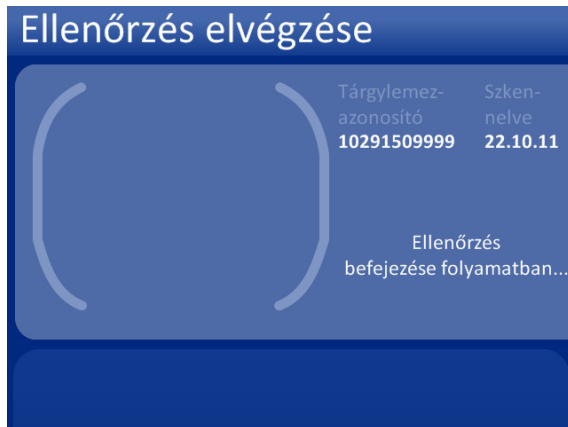 Ellenőrzés elvégzése
Tárgylemez-
azonosító
10291509999
Szken-
nelve
22.10.11
Ellenőrzés
befejezése folyamatban...